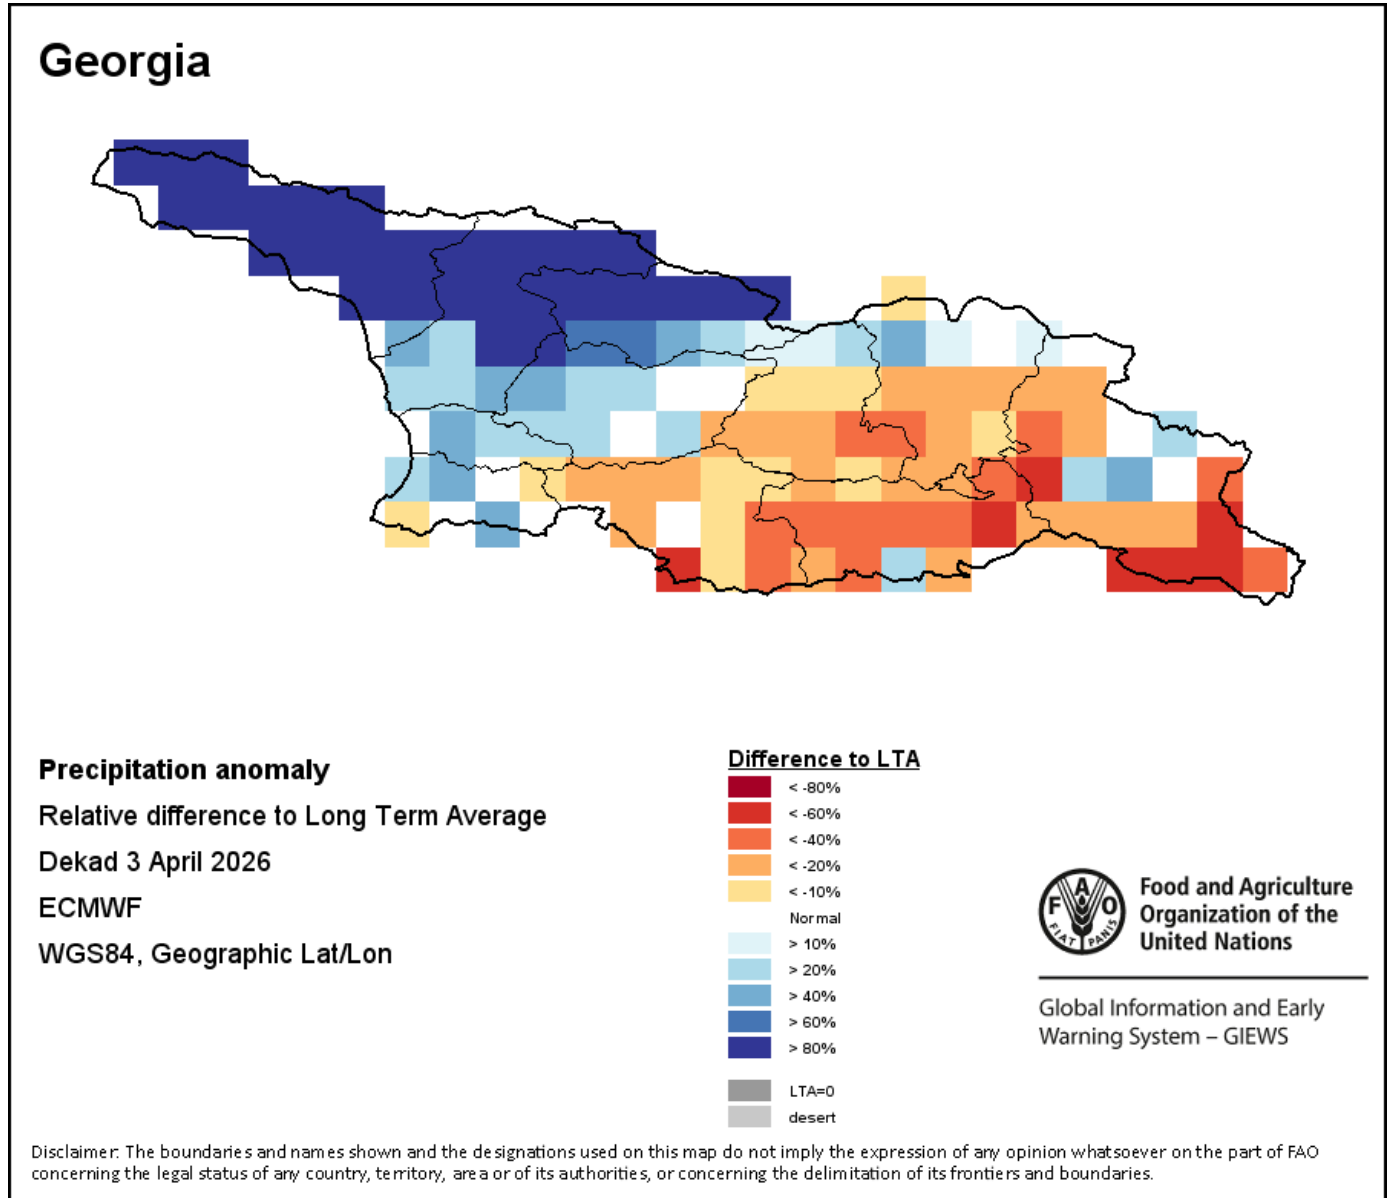 Georgia
Precipitation anomaly
Relative difference to Long Term Average
Dekad 3 April 2026
ECMWF
WGS84, Geographic Lat/Lon
Difference to LTA
< -80%
< -60%
< -40%
< -20%
< -10%
Normal
> 10%
> 20%
> 40%
> 60%
> 80%
LTA=0
desert
F A O
FIAT PANIS
Food and Agriculture
Organization of the
United Nations
Global Information and Early
Warning System – GIEWS
Disclaimer: The boundaries and names shown and the designations used on this map do not imply the expression of any opinion whatsoever on the part of FAO
concerning the legal status of any country, territory, area or of its authorities, or concerning the delimitation of its frontiers and boundaries.